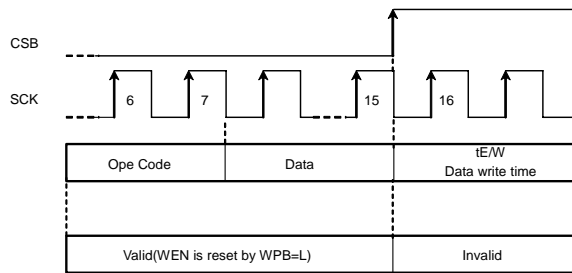 CSB
SCK
6
7
15
16
Ope Code
Data
tE/W
Data write time
Valid(WEN is reset by WPB=L)
Invalid